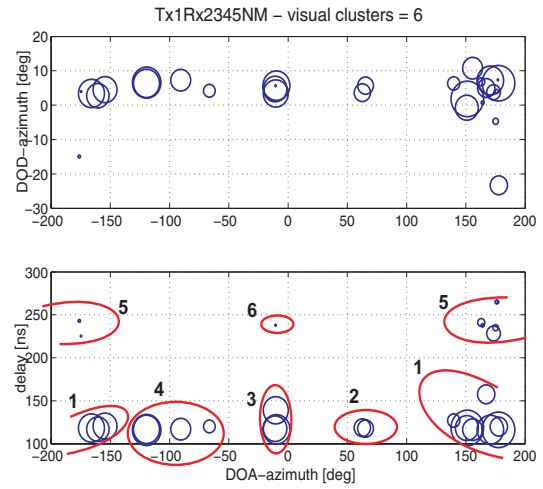 Tx1Rx2345NM − visual clusters = 6
DOD−azimuth [deg]
20
10
0
−10
−20
−30
−200 −150 −100 −50 0 50 100 150 200
delay [ns]
300
250
200
150
100
5 6 5
1 4 3 2 1
−200 −150 −100 −50 0 50 100 150 200
DOA−azimuth [deg]